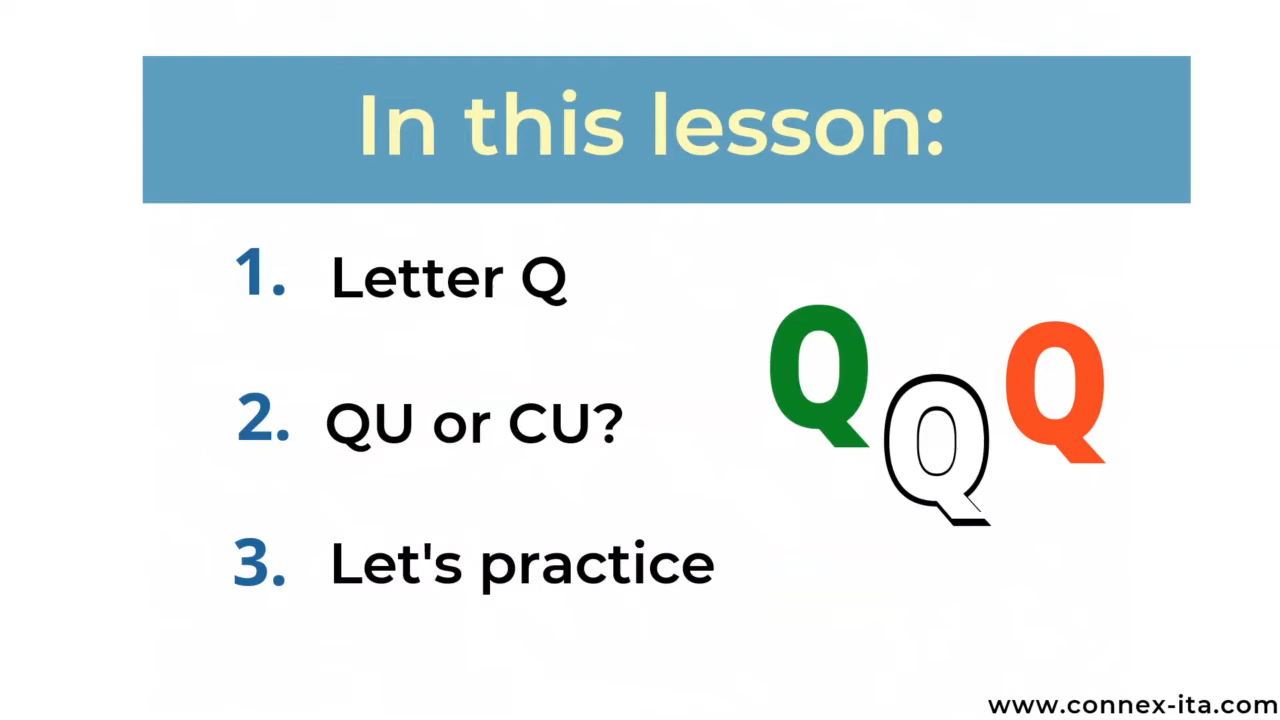 In this lesson:
1. Letter Q
2. QU or CU?
3. Let's practice
Q Q Q
www.connex-ita.com